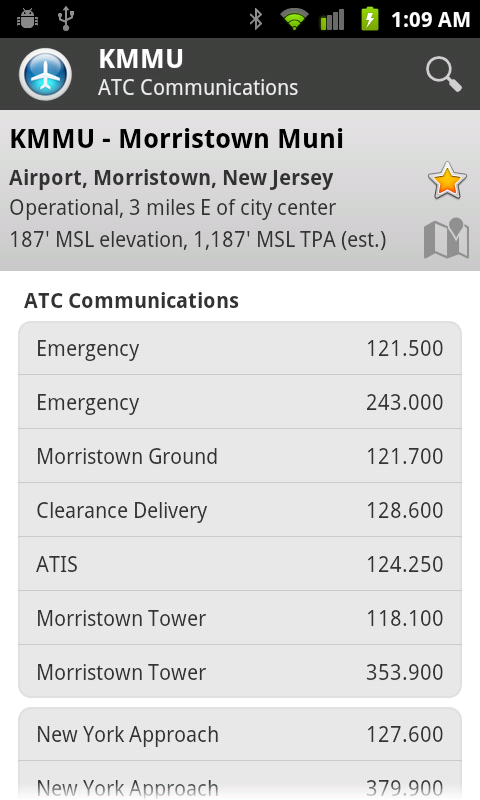 1:09 AM
KMMU
ATC Communications
KMMU - Morristown Muni
Airport, Morristown, New Jersey
Operational, 3 miles E of city center
187' MSL elevation, 1,187' MSL TPA (est.)
ATC Communications
Emergency 121.500
Emergency 243.000
Morristown Ground 121.700
Clearance Delivery 128.600
ATIS 124.250
Morristown Tower 118.100
Morristown Tower 353.900
New York Approach 127.600
New York Approach 379.900